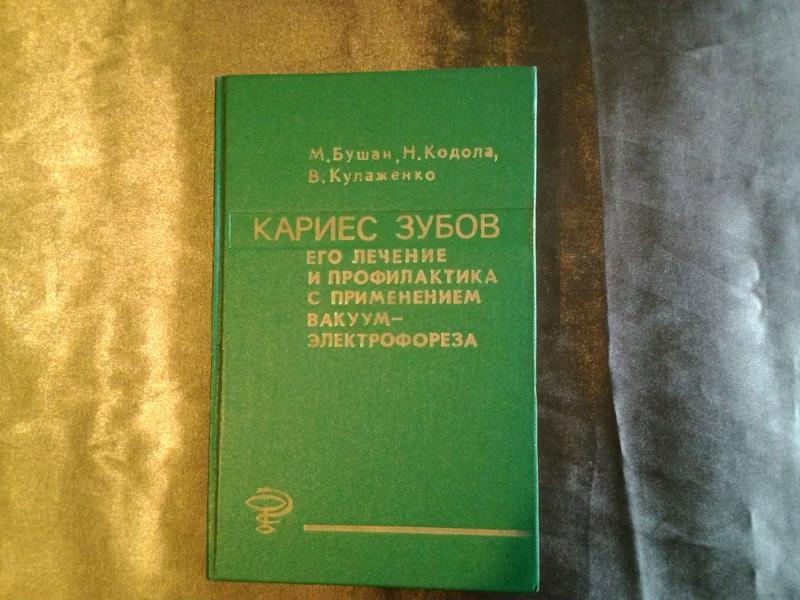 М.Бушан, Н.Кодола,
В.Кулаженко
КАРИЕС ЗУБОВ
ЕГО ЛЕЧЕНИЕ
И ПРОФИЛАКТИКА
С ПРИМЕНЕНИЕМ
ВАКУУМ-
ЭЛЕКТРОФОРЕЗА